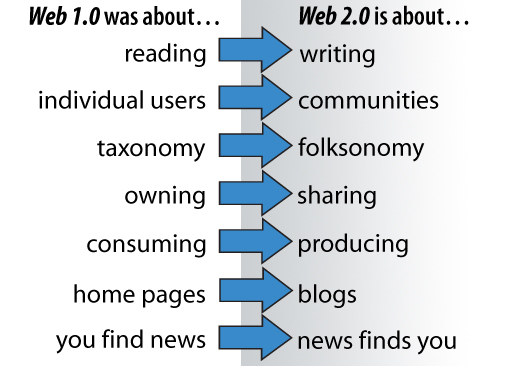 Web 1.0 was about… Web 2.0 is about…
reading writing
individual users communities
taxonomy folksonomy
owning sharing
consuming producing
home pages blogs
you find news news finds you